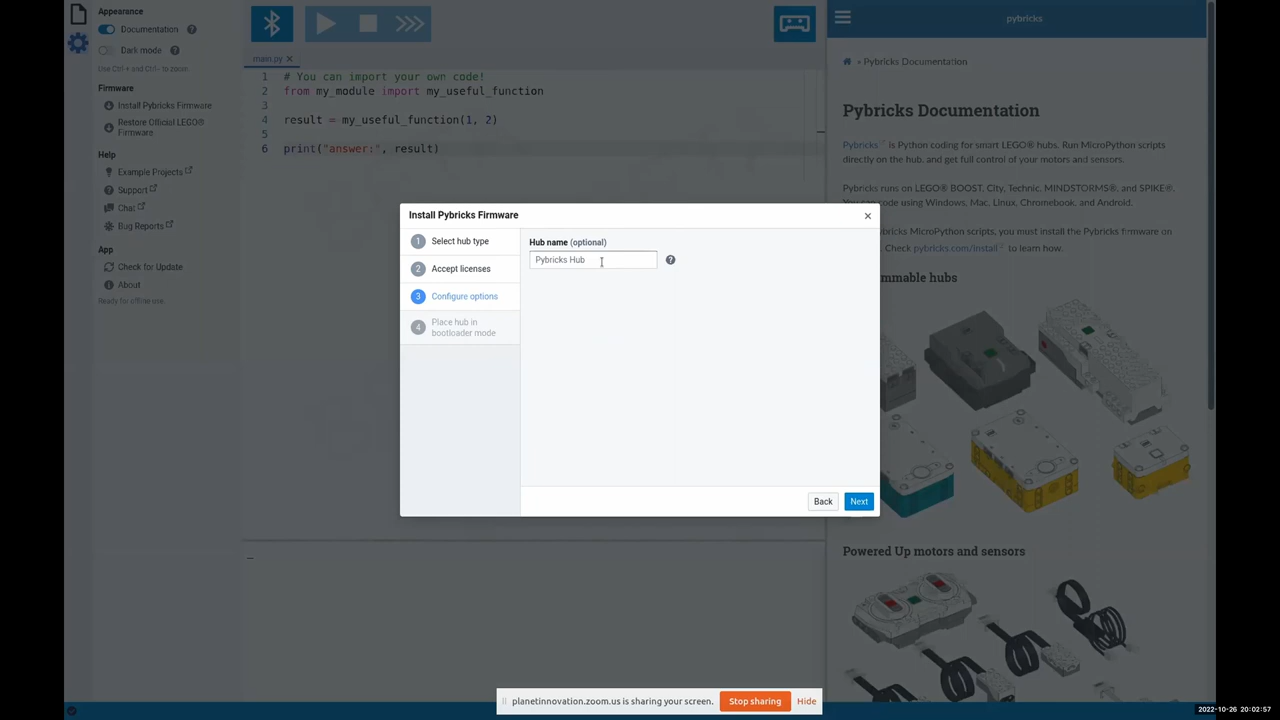 Appearance
Documentation
Dark mode
Use Ctrl-+ and Ctrl-- to zoom.
Firmware
Install Pybricks Firmware
Restore Official LEGO®
Firmware
Help
Example Projects
Support
Chat
Bug Reports
App
Check for Update
About
Ready for offline use.
main.py
1 # You can import your own code!
2 from my_module import my_useful_function
3
4 result = my_useful_function(1, 2)
5
6 print("answer:", result)
Install Pybricks Firmware
1 Select hub type
2 Accept licenses
3 Configure options
4 Place hub in
bootloader mode
Hub name (optional)
Pybricks Hub
Back Next
pybricks
» Pybricks Documentation
Pybricks Documentation
Pybricks is Python coding for smart LEGO® hubs. Run MicroPython scripts
directly on the hub, and get full control of your motors and sensors.
Pybricks runs on LEGO® BOOST, City, Technic, MINDSTORMS®, and SPIKE®.
You can code using Windows, Mac, Linux, Chromebook, and Android.
bricks MicroPython scripts, you must install the Pybricks firmware on
Check pybricks.com/install to learn how.
mmable hubs
Powered Up motors and sensors
planetinnovation.zoom.us is sharing your screen.
Stop sharing
Hide
2022-10-26 20:02:57